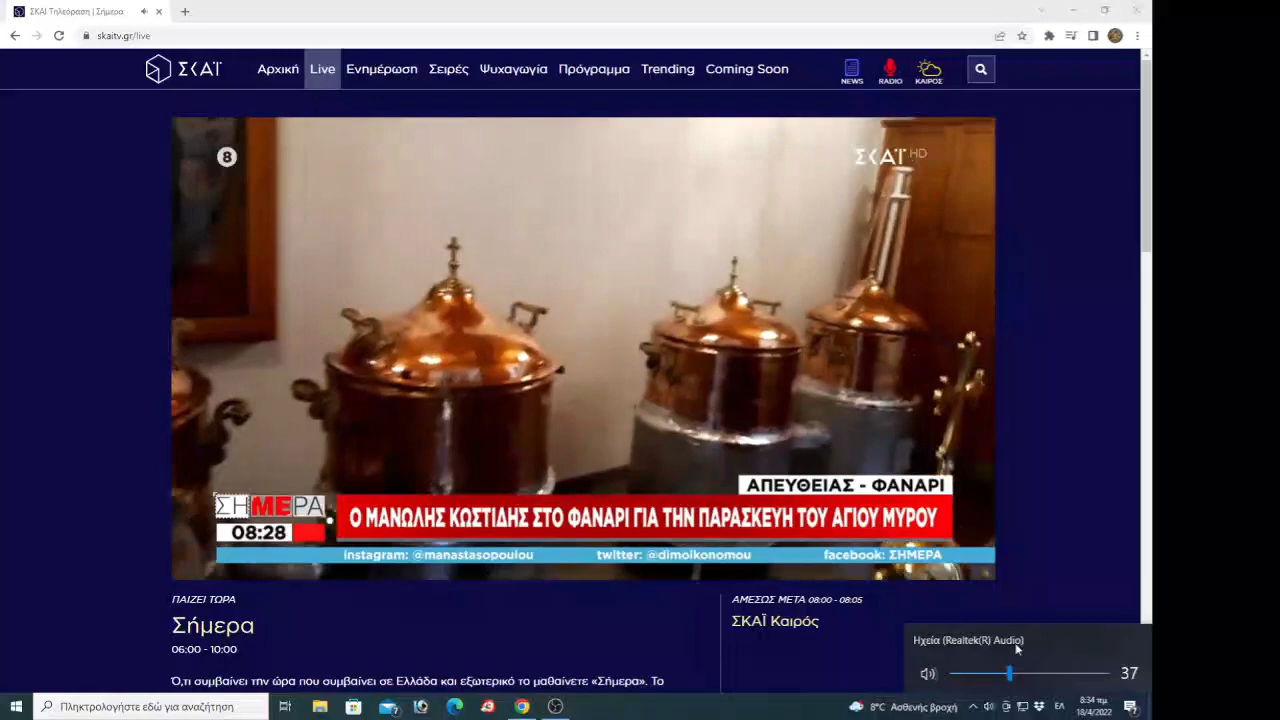 ΣΚΑΪ Τηλεόραση | Σήμερα
skaitv.gr/live
ΣΚΑΪ Αρχική Live Ενημέρωση Σειρές Ψυχαγωγία Πρόγραμμα Trending Coming Soon NEWS RADIO ΚΑΙΡΟΣ
8
ΣΚΑΪ HD
ΑΠΕΥΘΕΙΑΣ - ΦΑΝΑΡΙ
ΣΗΜΕΡΑ
Ο ΜΑΝΩΛΗΣ ΚΩΣΤΙΔΗΣ ΣΤΟ ΦΑΝΑΡΙ ΓΙΑ ΤΗΝ ΠΑΡΑΣΚΕΥΗ ΤΟΥ ΑΓΙΟΥ ΜΥΡΟΥ
08:28
instagram: @manastasopoulou twitter: @dimoikonomou facebook: ΣΗΜΕΡΑ
ΠΑΙΖΕΙ ΤΩΡΑ
Σήμερα
06:00 - 10:00
Ό,τι συμβαίνει την ώρα που συμβαίνει σε Ελλάδα και εξωτερικό το μαθαίνετε «Σήμερα». Το
ΑΜΕΣΩΣ ΜΕΤΑ 08:00 - 08:05
ΣΚΑΪ Καιρός
Ηχεία (Realtek(R) Audio)
37
Πληκτρολογήστε εδώ για αναζήτηση
8°C Ασθενής βροχή
ΕΛ
8:34 πμ
18/4/2022